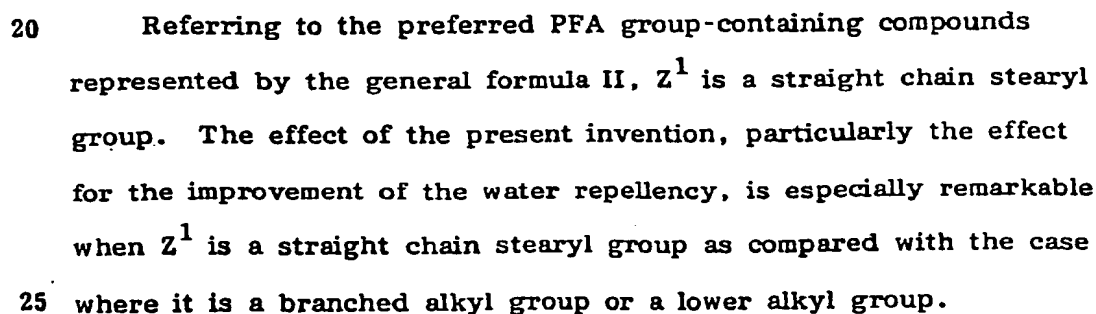 20 Referring to the preferred PFA group-containing compounds
represented by the general formula II, Z¹ is a straight chain stearyl
group. The effect of the present invention, particularly the effect
for the improvement of the water repellency, is especially remarkable
when Z¹ is a straight chain stearyl group as compared with the case
25 where it is a branched alkyl group or a lower alkyl group.